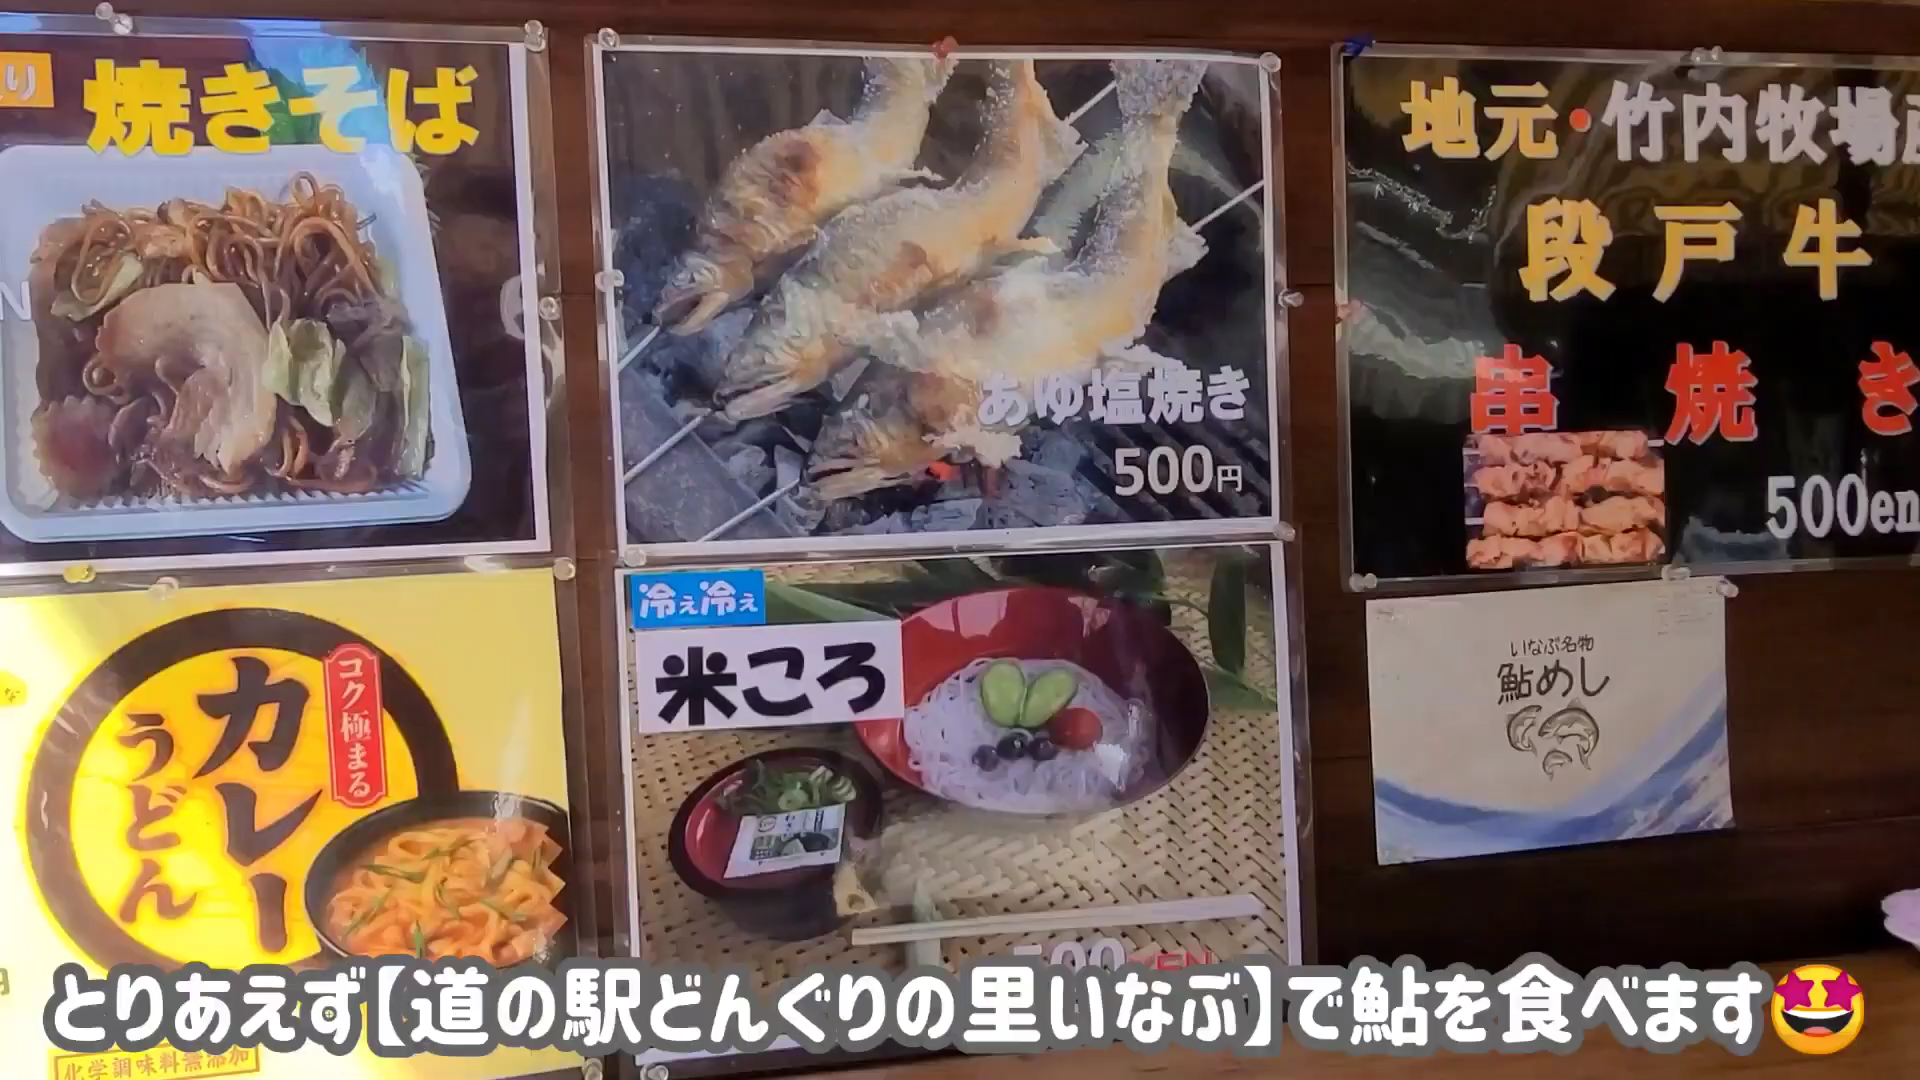 り
焼きそば
N
あゆ塩焼き
500円
地元・竹内牧場産
段戸牛
串焼き
500en
コク極まる
カレー
うどん
冷え冷え
米ころ
いなぶ名物
鮎めし
とりあえず【道の駅どんぐりの里いなぶ】で鮎を食べます🤩
化学調味料無添加